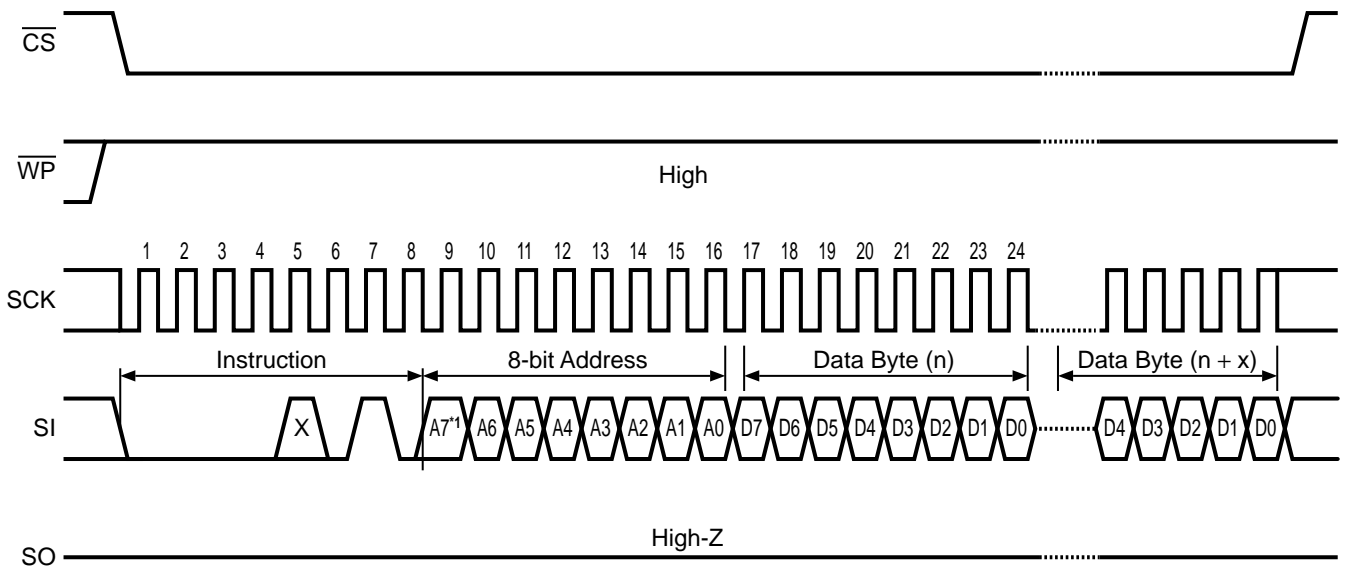 CS
WP
High
1 2 3 4 5 6 7 8 9 10 11 12 13 14 15 16 17 18 19 20 21 22 23 24
SCK
Instruction 8-bit Address Data Byte (n) Data Byte (n + x)
SI X A7*1 A6 A5 A4 A3 A2 A1 A0 D7 D6 D5 D4 D3 D2 D1 D0 D4 D3 D2 D1 D0
High-Z
SO